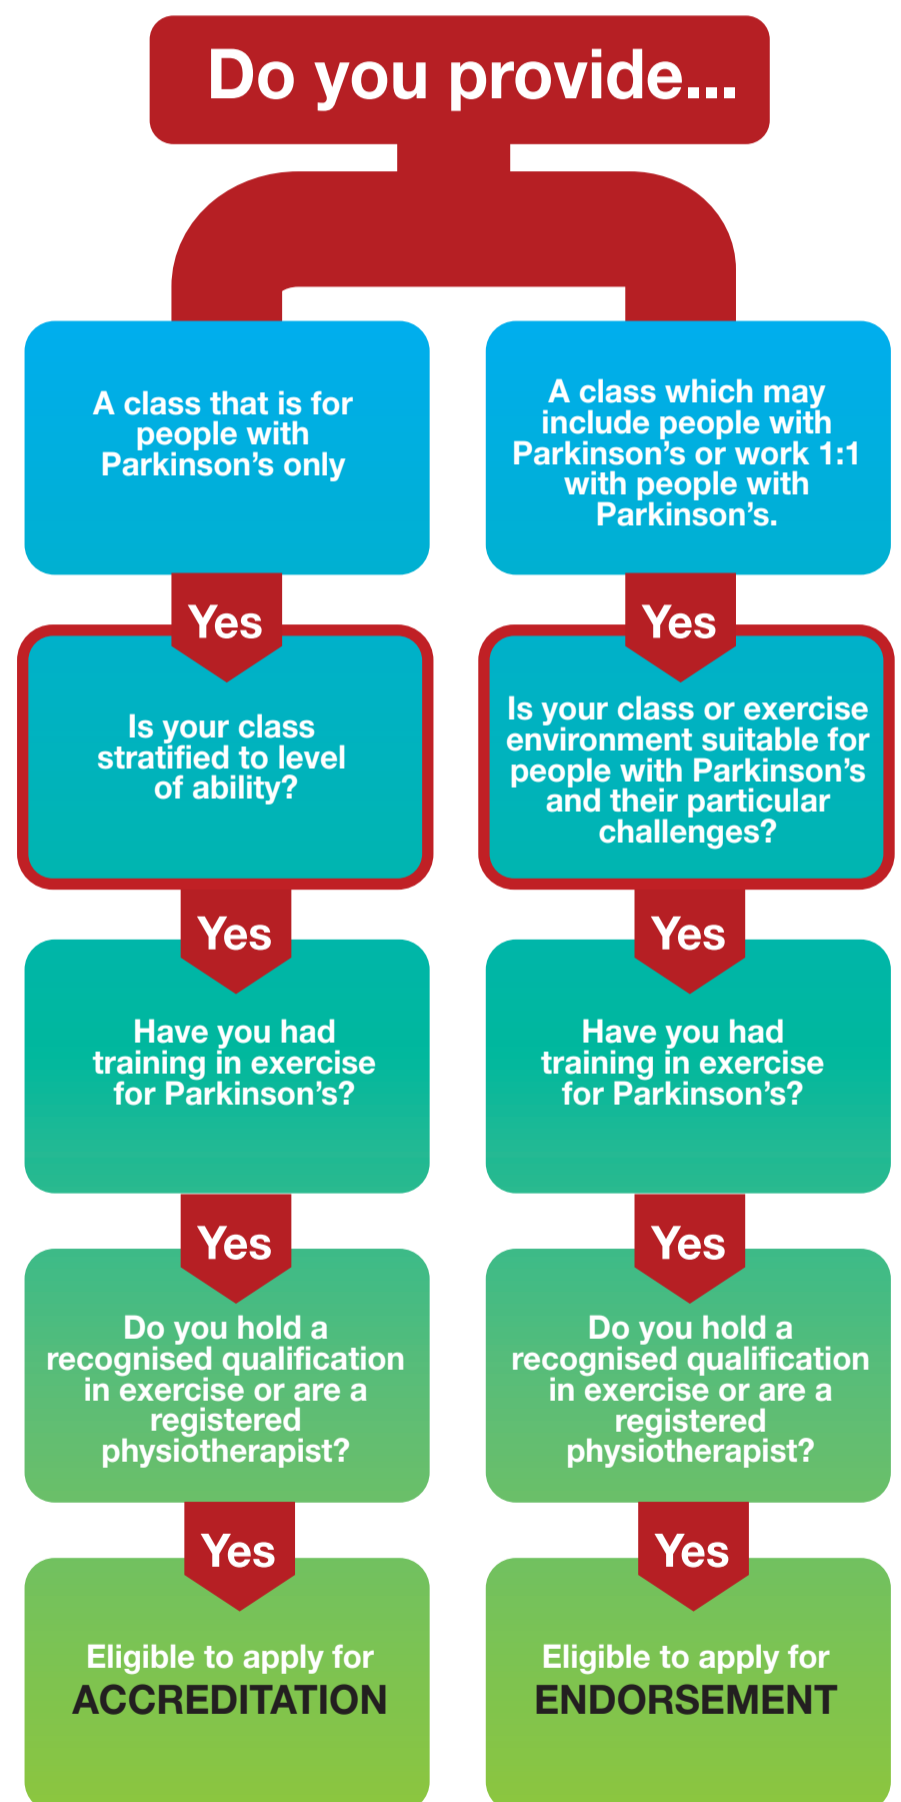 Do you provide...
A class that is for
people with
Parkinson's only
Yes
Is your class
stratified to level
of ability?
Yes
Have you had
training in exercise
for Parkinson's?
Yes
Do you hold a
recognised qualification
in exercise or are a
registered
physiotherapist?
Yes
Eligible to apply for
ACCREDITATION
A class which may
include people with
Parkinson's or work 1:1
with people with
Parkinson's.
Yes
Is your class or exercise
environment suitable for
people with Parkinson's
and their particular
challenges?
Yes
Have you had
training in exercise
for Parkinson's?
Yes
Do you hold a
recognised qualification
in exercise or are a
registered
physiotherapist?
Yes
Eligible to apply for
ENDORSEMENT